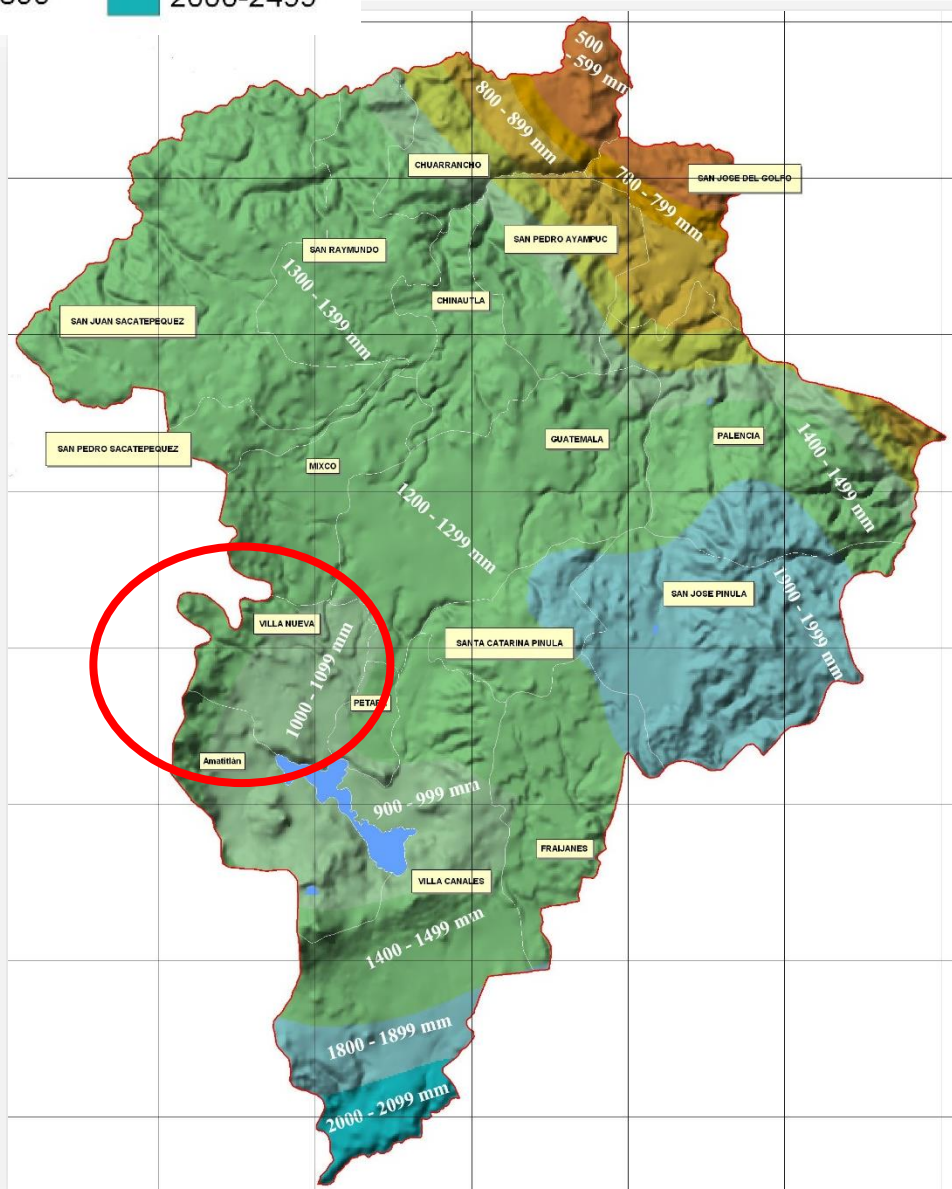 2000-2499
500
- 599 mm
800 - 899 mm
CHUARRANCHO
700 - 799 mm
SAN JOSE DEL GOLFO
SAN PEDRO AYAMPUC
SAN RAYMUNDO
1300 - 1399 mm
CHINAUTLA
SAN JUAN SACATEPEQUEZ
SAN PEDRO SACATEPEQUEZ
GUATEMALA
PALENCIA
1400 - 1499 mm
MIXCO
1200 - 1299 mm
1900 - 1999 mm
SAN JOSE PINULA
VILLA NUEVA
SANTA CATARINA PINULA
1000 - 1099 mm
Amatitlán
900 - 999 mm
FRAIJANES
VILLA CANALES
1400 - 1499 mm
1800 - 1899 mm
2000 - 2099 mm